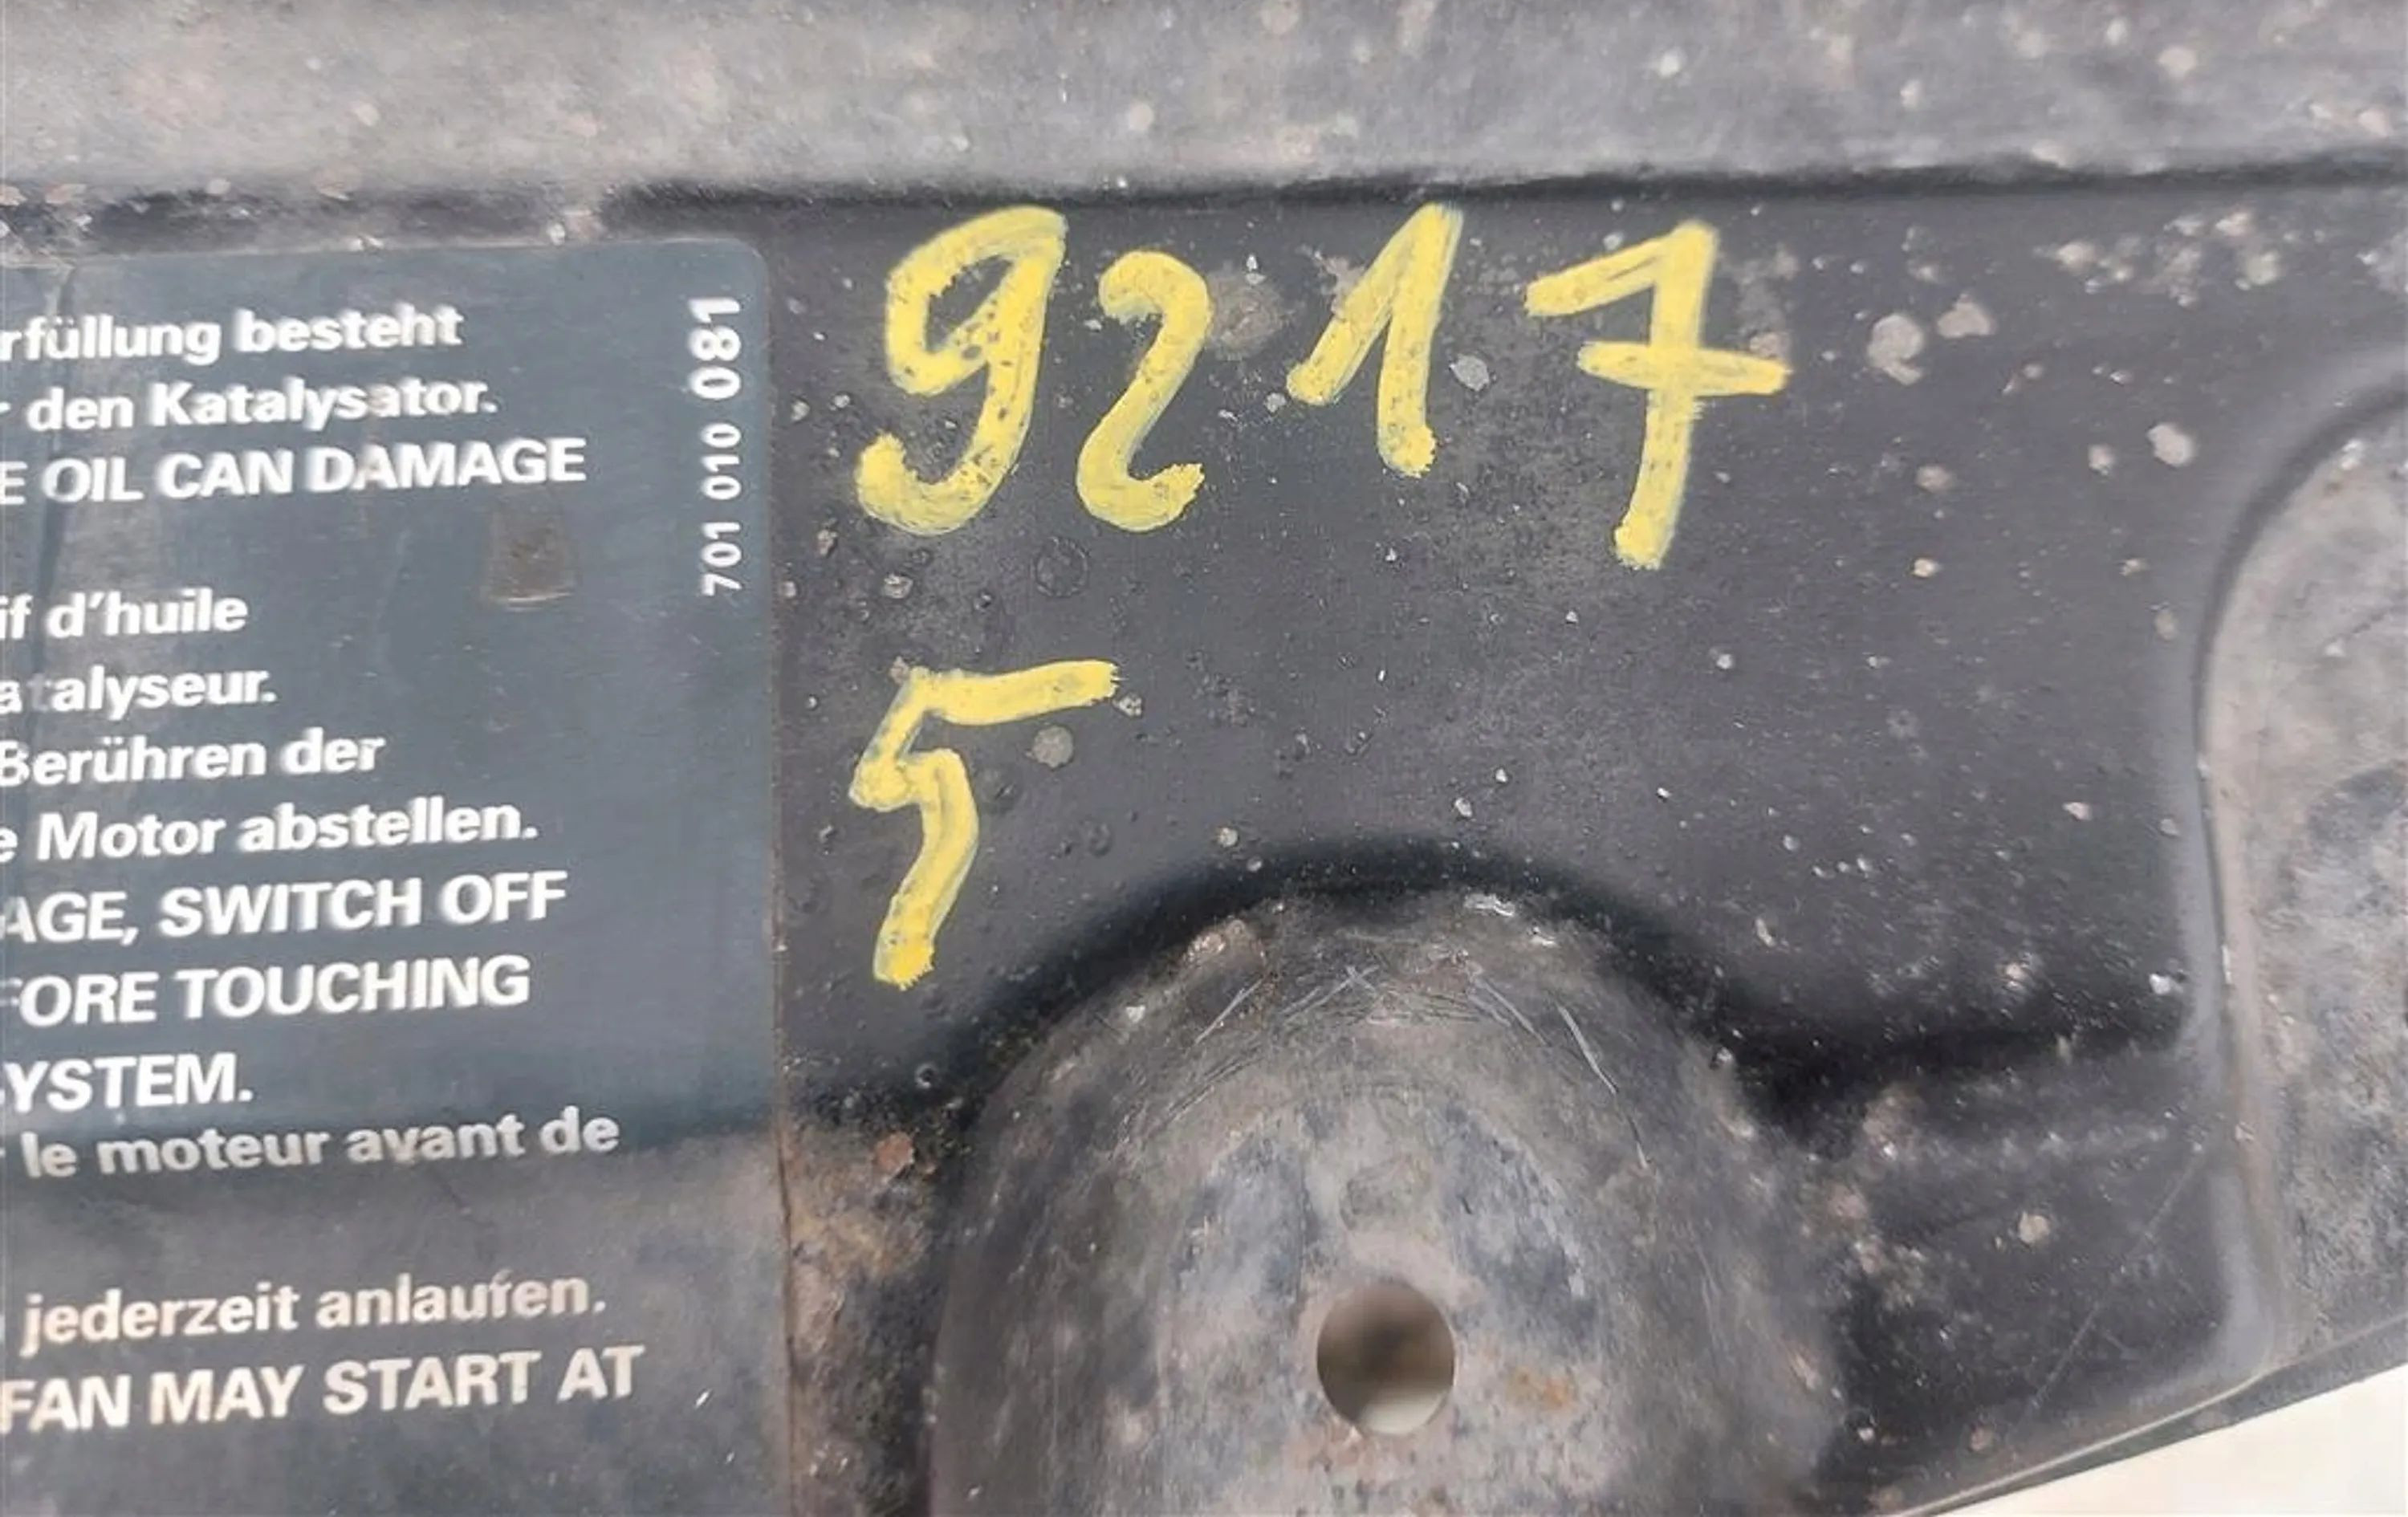 rfüllung besteht
den Katalysator.
E OIL CAN DAMAGE
if d'huile
atalyseur.
Berühren der
e Motor abstellen.
AGE, SWITCH OFF
FORE TOUCHING
YSTEM.
le moteur avant de
jederzeit anlaufen.
FAN MAY START AT
701 010 081
9217
5